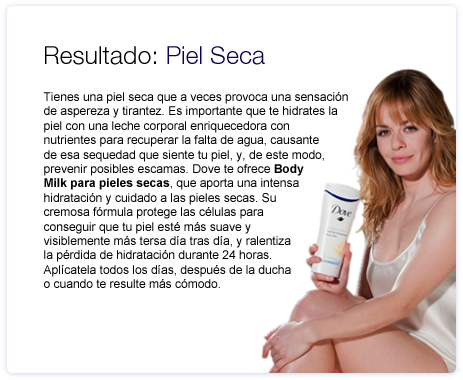 Resultado: Piel Seca
Tienes una piel seca que a veces provoca una sensación
de aspereza y tirantez. Es importante que te hidrates la
piel con una leche corporal enriquecedora con
nutrientes para recuperar la falta de agua, causante
de esa sequedad que siente tu piel, y, de este modo,
prevenir posibles escamas. Dove te ofrece Body
Milk para pieles secas, que aporta una intensa
hidratación y cuidado a las pieles secas. Su
cremosa fórmula protege las células para
conseguir que tu piel esté más suave y
visiblemente más tersa día tras día, y ralentiza
la pérdida de hidratación durante 24 horas.
Aplícatela todos los días, después de la ducha
o cuando te resulte más cómodo.
Dove